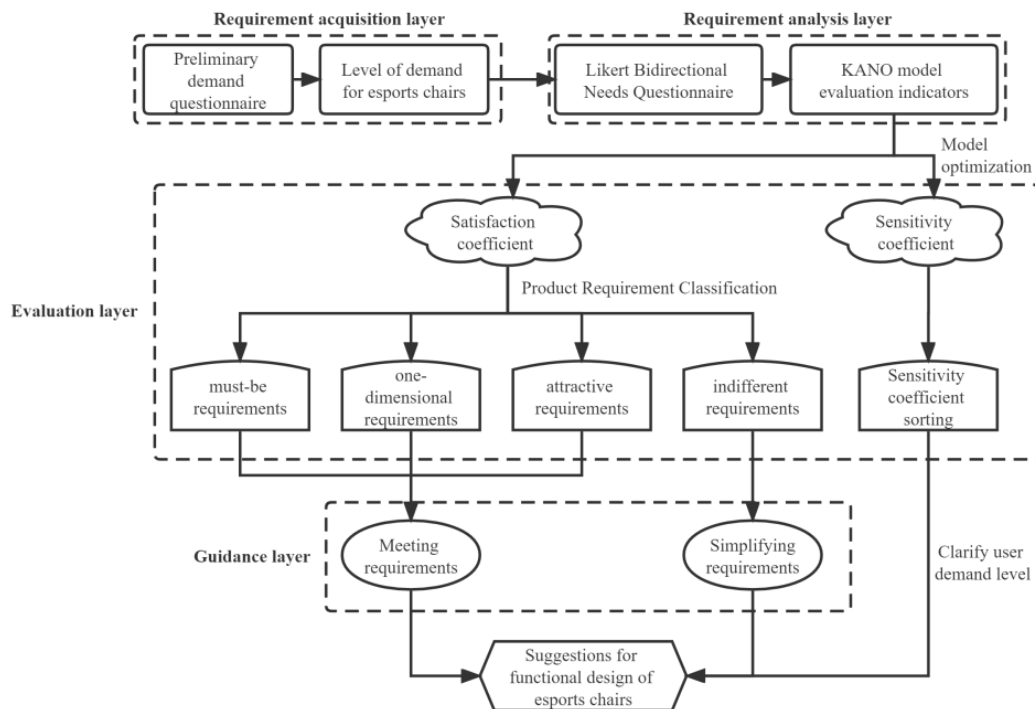 Requirement acquisition layer
Requirement analysis layer
Preliminary
demand
questionnaire
Level of demand
for esports chairs
Likert Bidirectional
Needs Questionnaire
KANO model
evaluation indicators
Model
optimization
Satisfaction
coefficient
Sensitivity
coefficient
Product Requirement Classification
Evaluation layer
must-be
requirements
one-
dimensional
requirements
attractive
requirements
indifferent
requirements
Sensitivity
coefficient
sorting
Guidance layer
Meeting
requirements
Simplifying
requirements
Clarify user
demand level
Suggestions for
functional design of
esports chairs